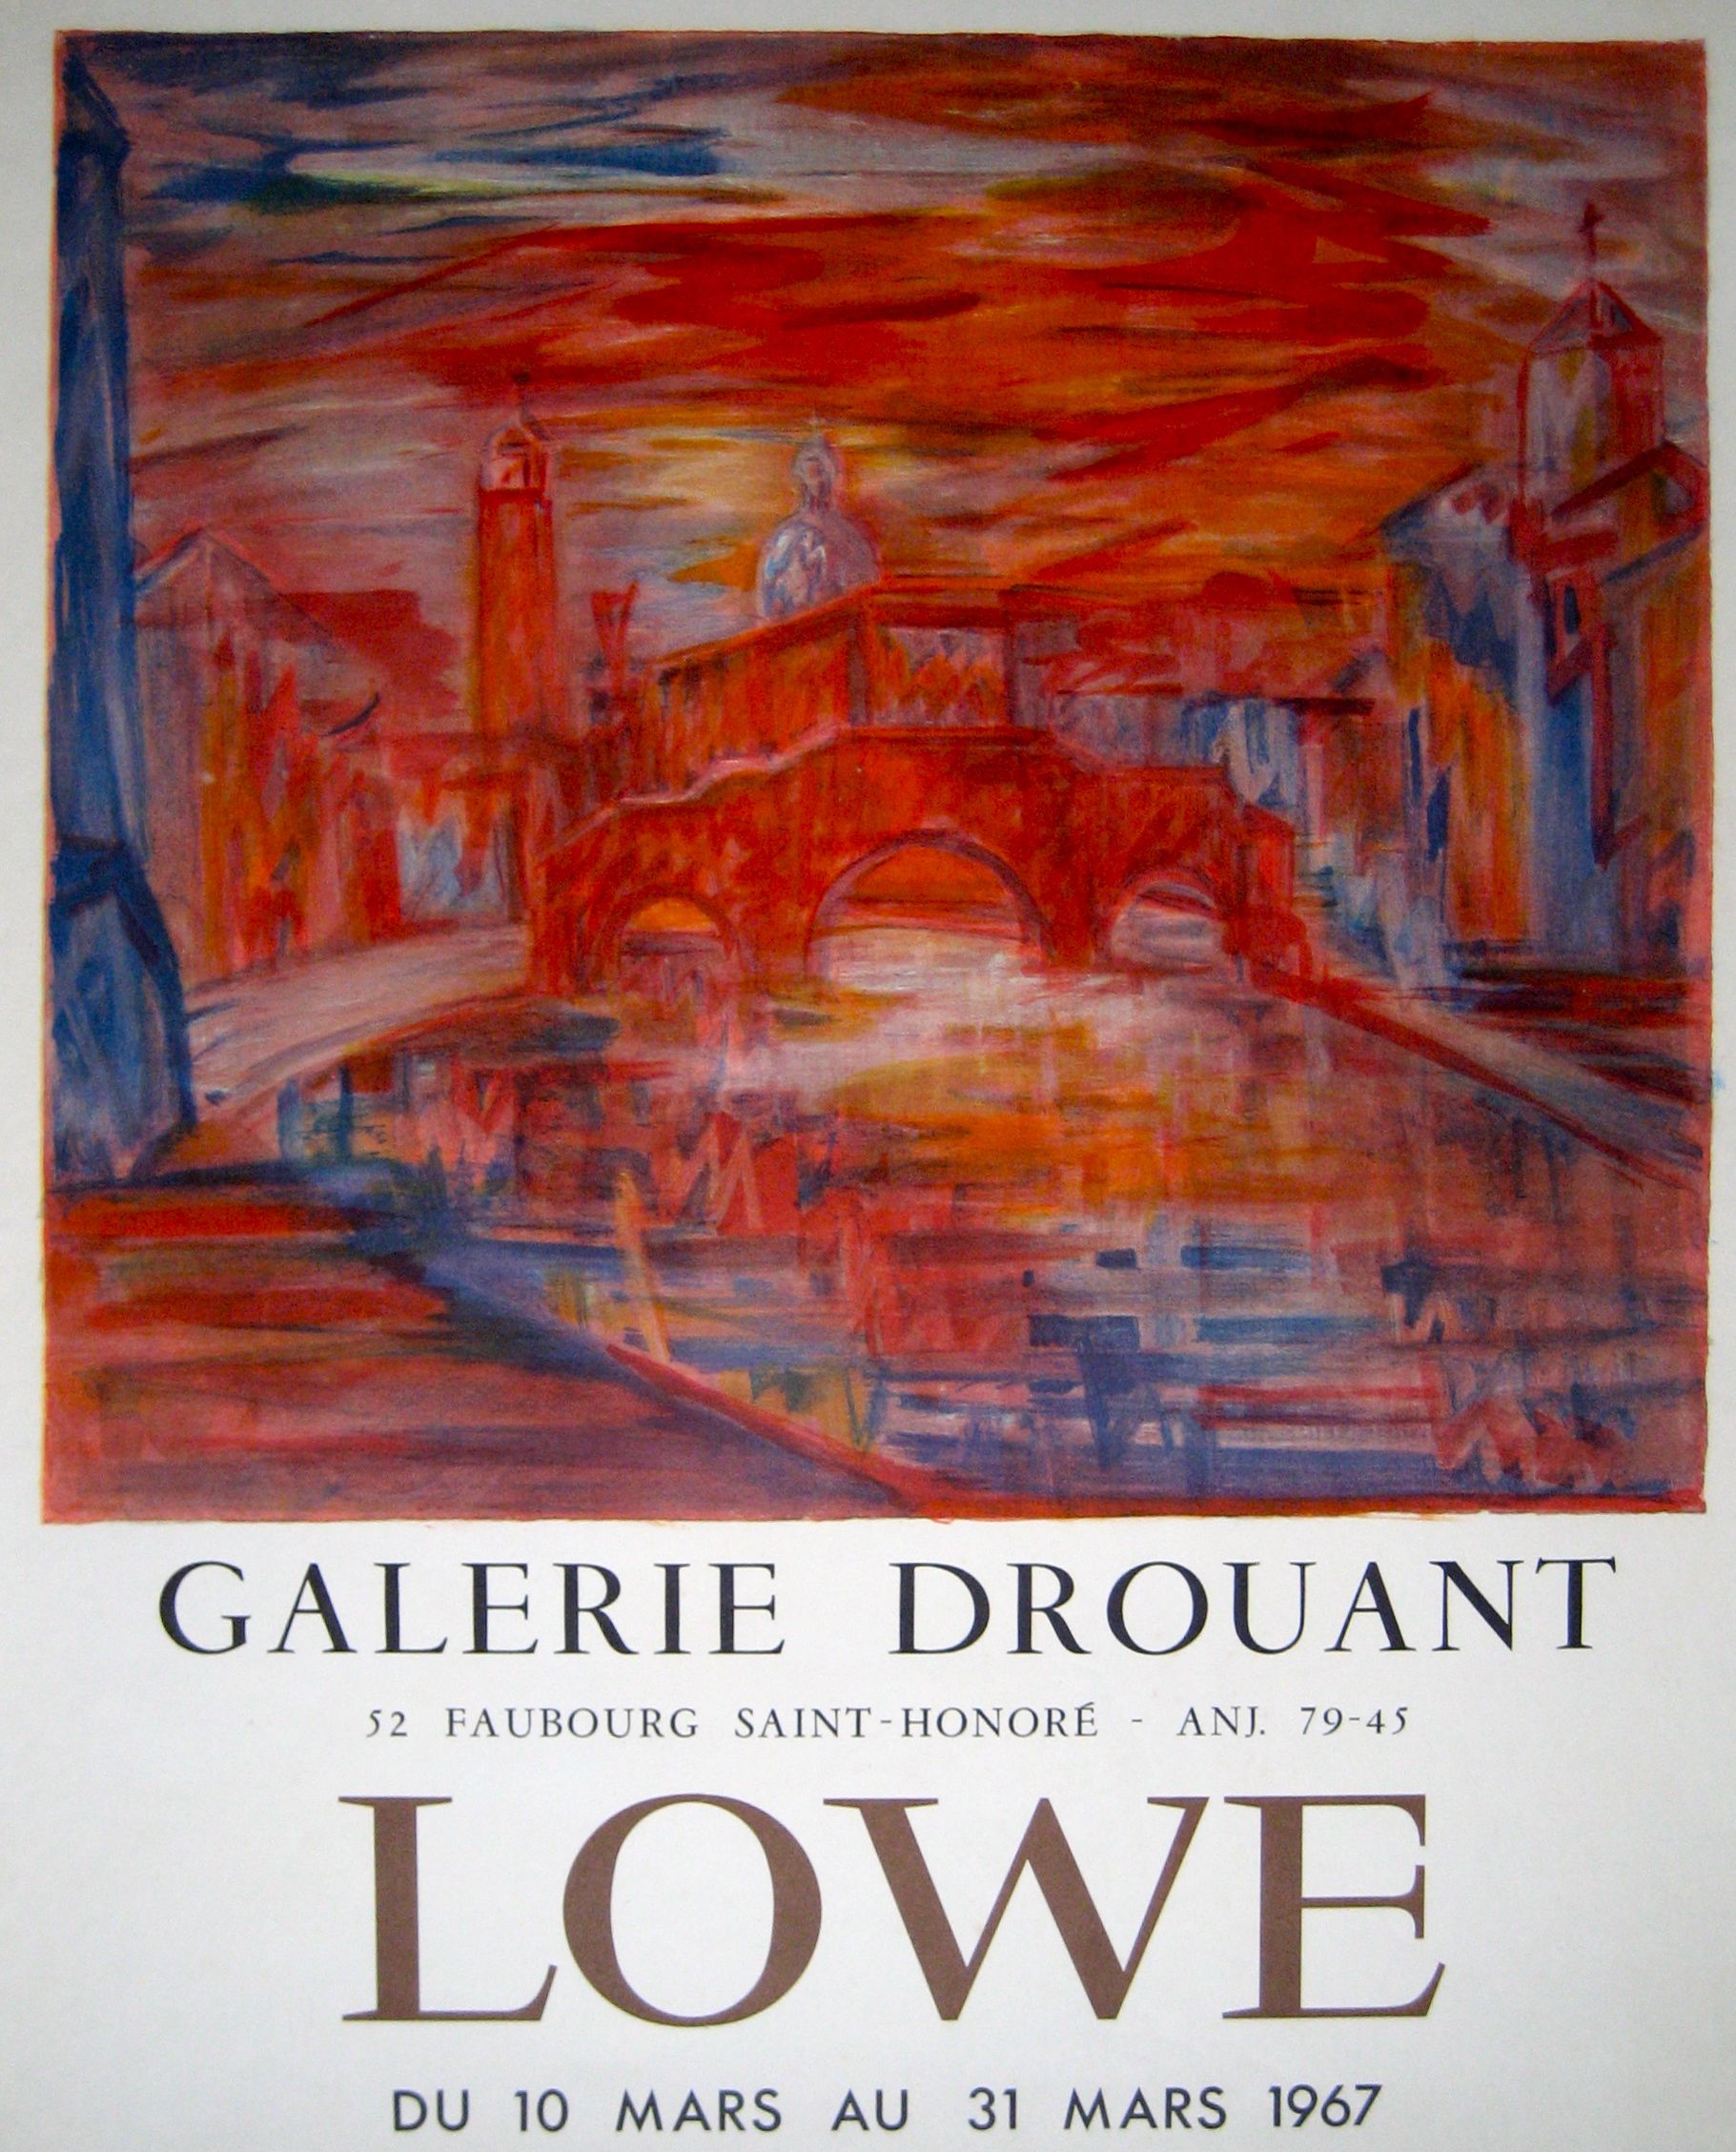 GALERIE DROUANT
52 FAUBOURG SAINT-HONORÉ - ANJ. 79-45
LOWE
DU 10 MARS AU 31 MARS 1967